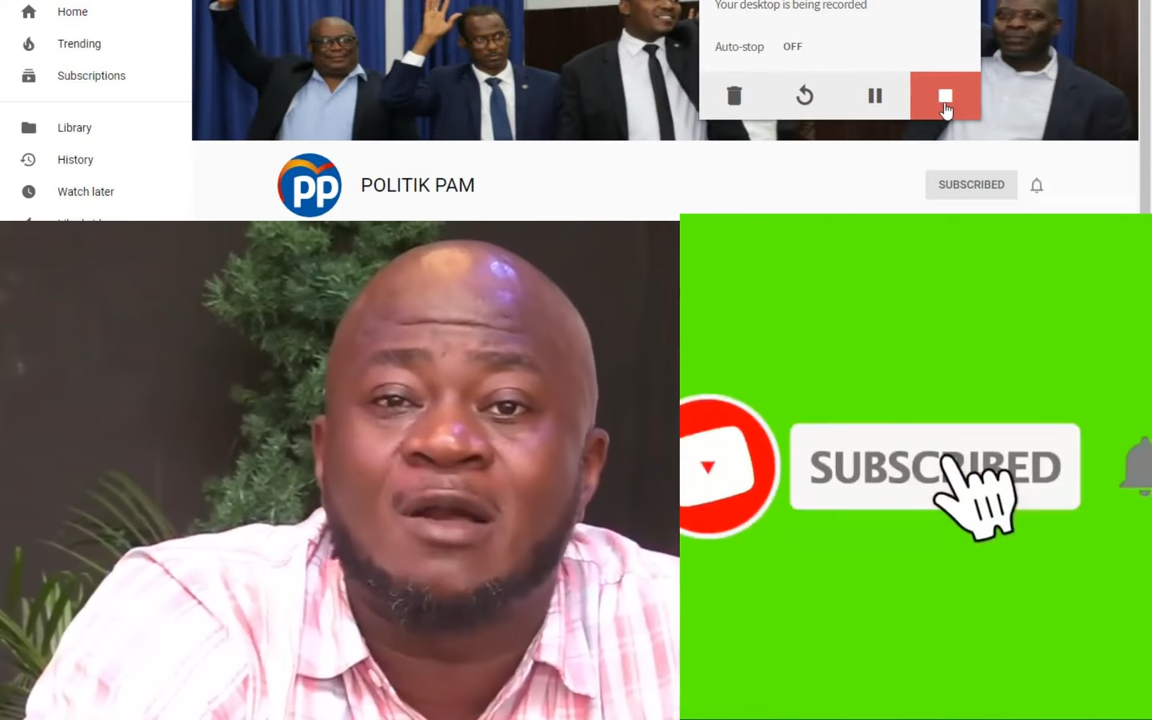 Home
Your desktop is being recorded
Trending
Auto-stop OFF
Subscriptions
Library
History
Watch later
pp
POLITIK PAM
SUBSCRIBED
SUBSCRIBED